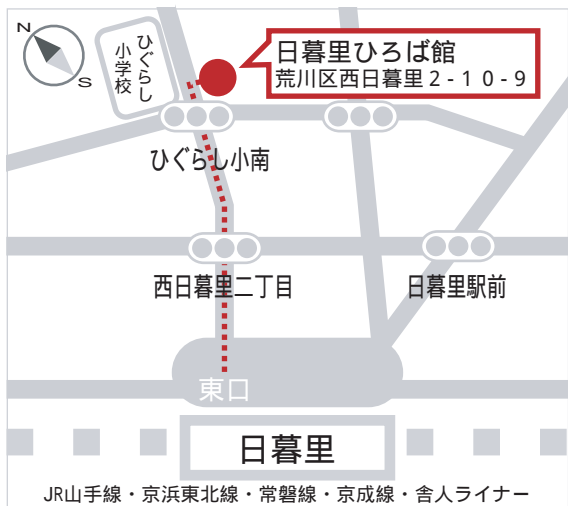 N
S
ひぐらし
小学校
日暮里ひろば館
荒川区西日暮里2-10-9
ひぐらし小南
西日暮里二丁目
日暮里駅前
東口
日暮里
JR山手線・京浜東北線・常磐線・京成線・舎人ライナー